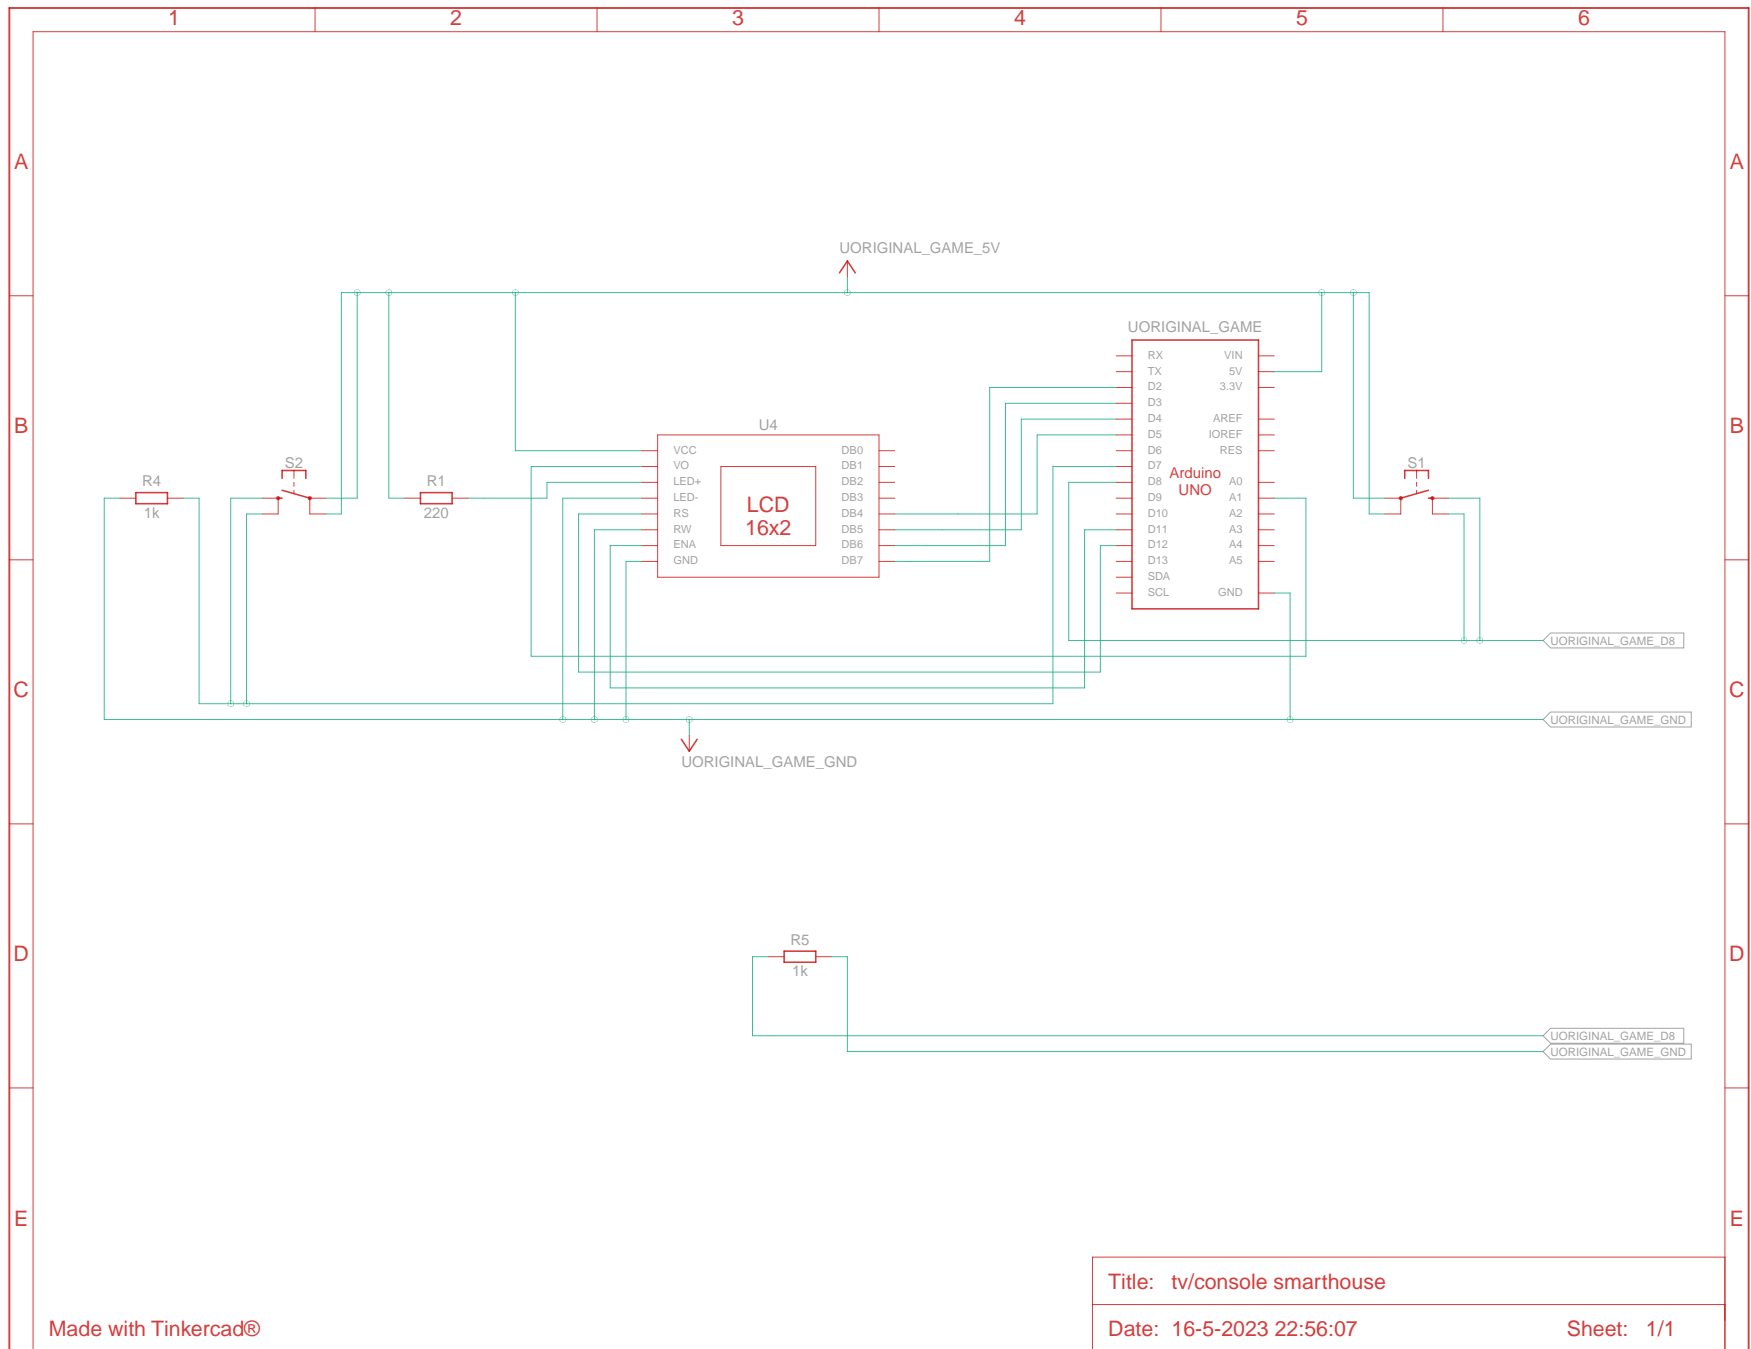 1 2 3 4 5 6
A A
UORIGINAL_GAME_5V
UORIGINAL_GAME
RX VIN
TX 5V
D2 3.3V
D3
D4 AREF
D5 IOREF
D6 RES
D7
D8 A0
D9 A1
D10 A2
D11 A3
D12 A4
D13 A5
SDA
SCL GND
Arduino
UNO
B B
U4
VCC DB0
VO DB1
LED+ DB2
LED- DB3
RS DB4
RW DB5
ENA DB6
GND DB7
LCD
16x2
R4
1k
S2
R1
220
S1
UORIGINAL_GAME_D8
C C
UORIGINAL_GAME_GND
UORIGINAL_GAME_GND
D D
R5
1k
UORIGINAL_GAME_D8
UORIGINAL_GAME_GND
E E
Title: tv/console smarthouse
Made with Tinkercad®
Date: 16-5-2023 22:56:07 Sheet: 1/1